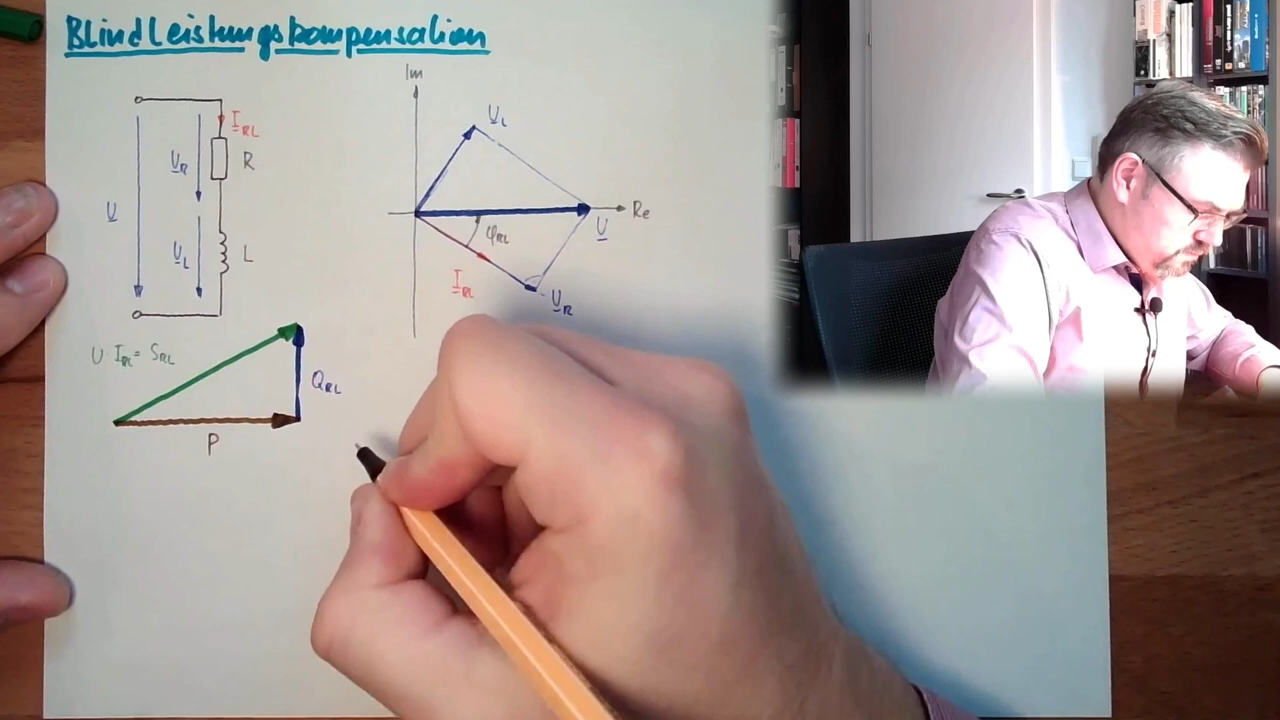 Blindleistungskompensation
Im
I_RL
U_R
R
U
U_L
L
U_L
Re
U
φ_RL
I_RL
U_R
U · I_RL = S_RL
Q_RL
P